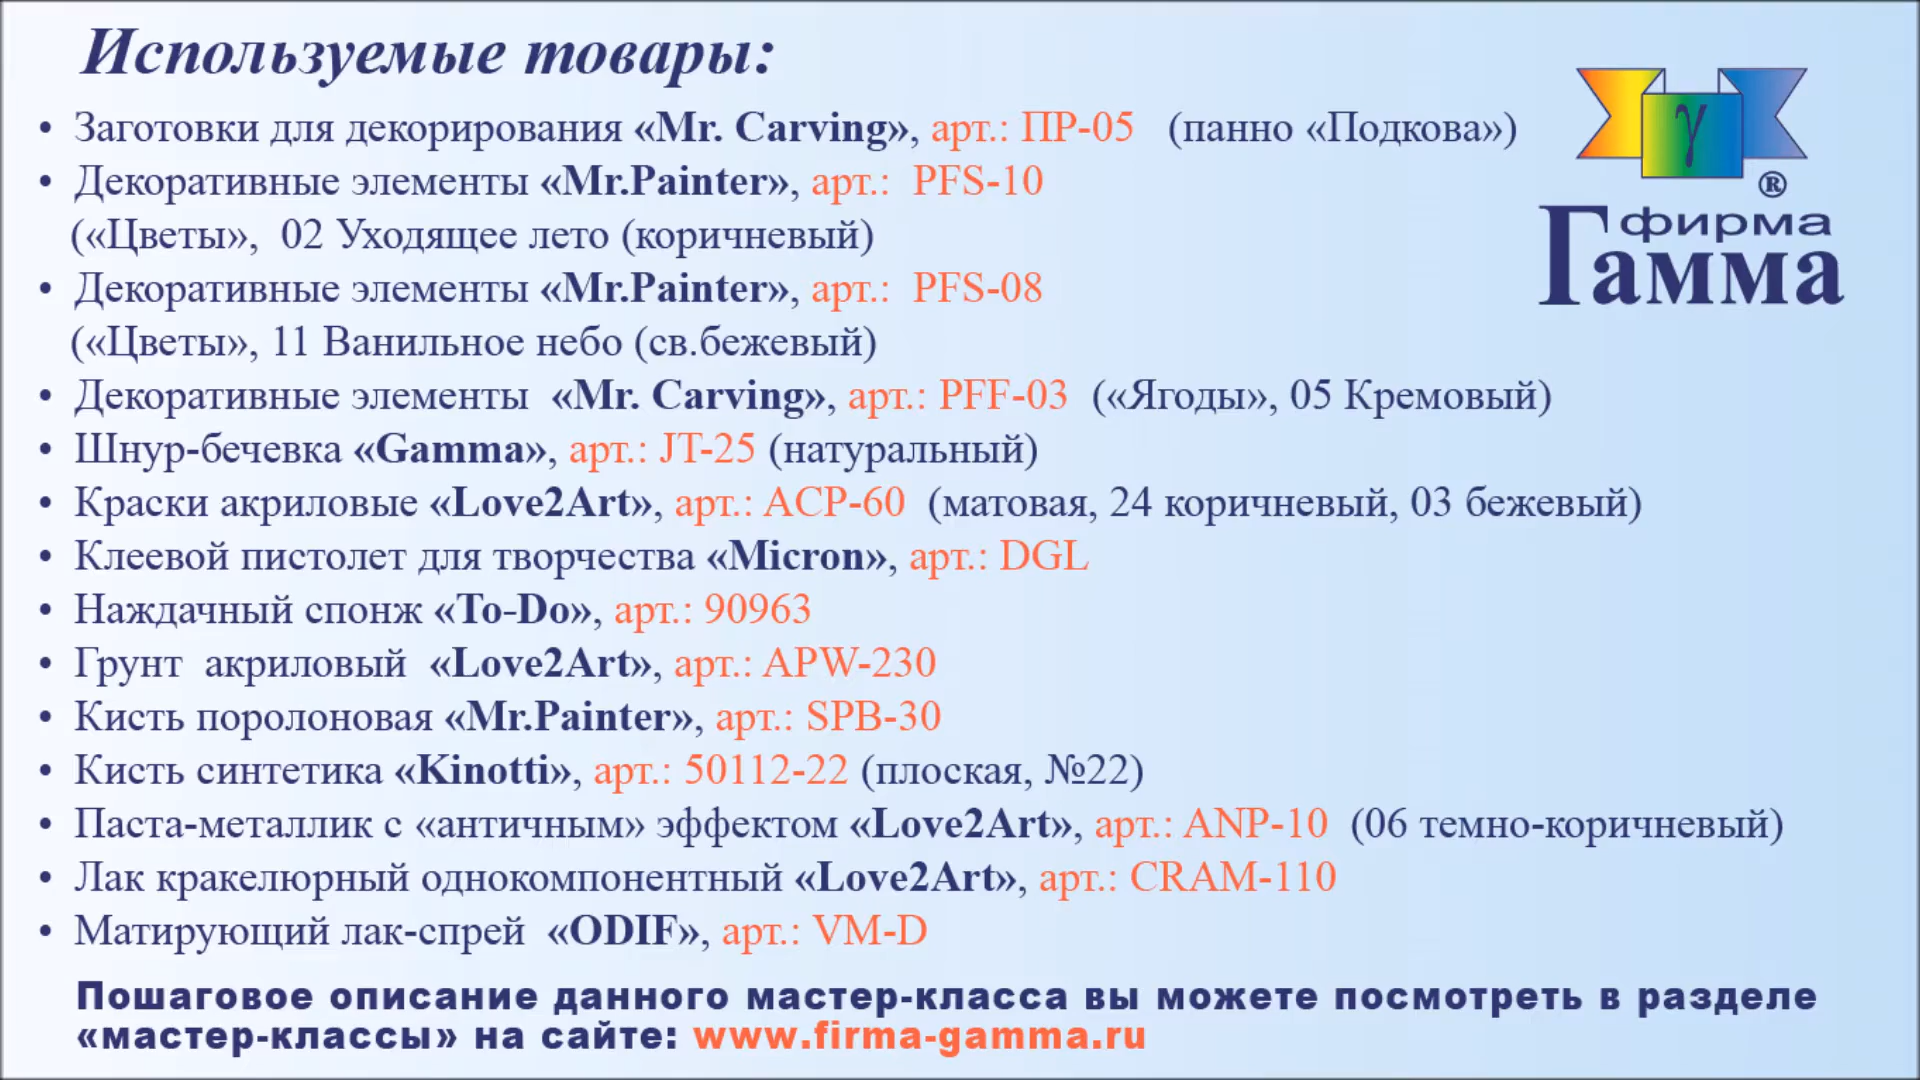 Используемые товары:
• Заготовки для декорирования «Mr. Carving», арт.: ПР-05 (панно «Подкова»)
• Декоративные элементы «Mr.Painter», арт.: PFS-10
(«Цветы», 02 Уходящее лето (коричневый)
• Декоративные элементы «Mr.Painter», арт.: PFS-08
(«Цветы», 11 Ванильное небо (св.бежевый)
• Декоративные элементы «Mr. Carving», арт.: PFF-03 («Ягоды», 05 Кремовый)
• Шнур-бечевка «Gamma», арт.: JT-25 (натуральный)
• Краски акриловые «Love2Art», арт.: ACP-60 (матовая, 24 коричневый, 03 бежевый)
• Клеевой пистолет для творчества «Micron», арт.: DGL
• Наждачный спонж «To-Do», арт.: 90963
• Грунт акриловый «Love2Art», арт.: APW-230
• Кисть поролоновая «Mr.Painter», арт.: SPB-30
• Кисть синтетика «Kinotti», арт.: 50112-22 (плоская, №22)
• Паста-металлик с «античным» эффектом «Love2Art», арт.: ANP-10 (06 темно-коричневый)
• Лак кракелюрный однокомпонентный «Love2Art», арт.: CRAM-110
• Матирующий лак-спрей «ODIF», арт.: VM-D
Пошаговое описание данного мастер-класса вы можете посмотреть в разделе
«мастер-классы» на сайте: www.firma-gamma.ru
γ
®
фирма
Гамма